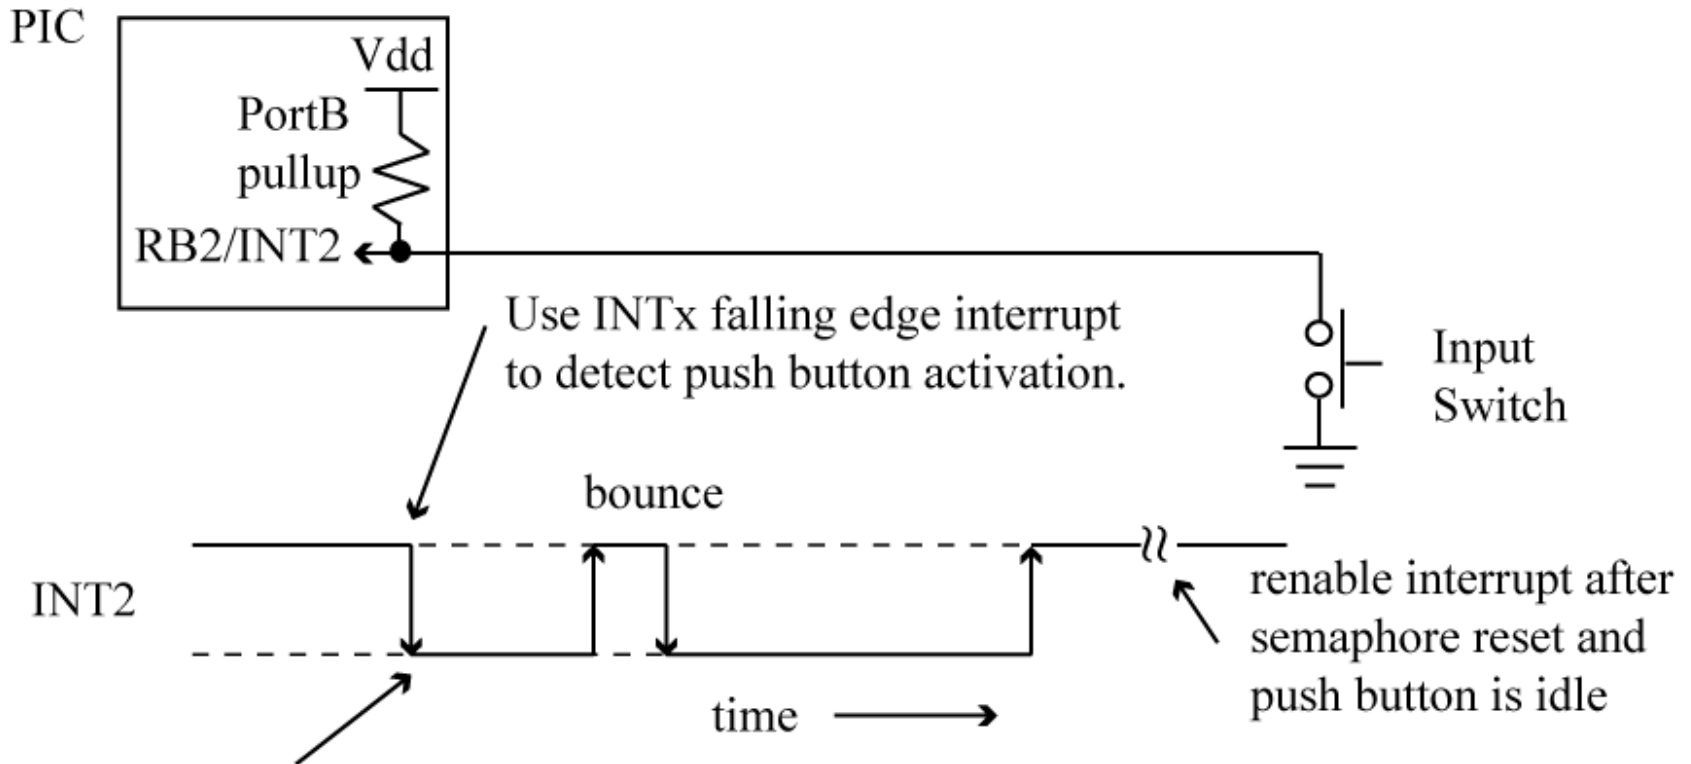 PIC
Vdd
PortB
pullup
RB2/INT2
Use INTx falling edge interrupt
to detect push button activation.
Input
Switch
bounce
INT2
renable interrupt after
semaphore reset and
push button is idle
time